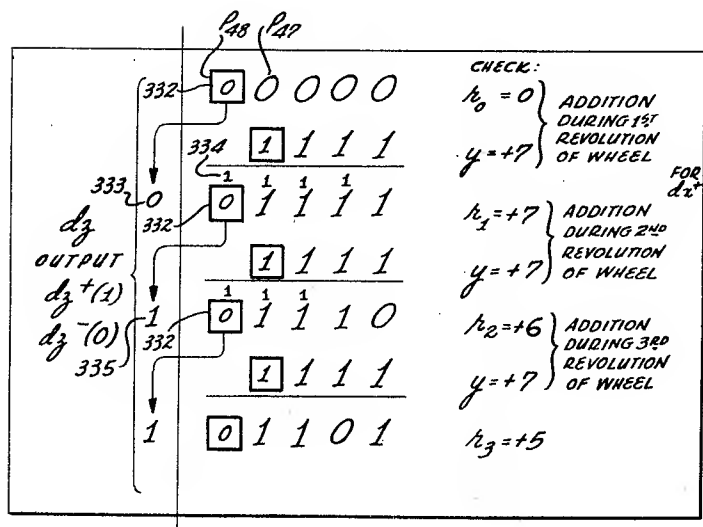 P48 P47
332 0 0 0 0 0
CHECK:
r0 = 0
y = +7
ADDITION
DURING 1ST
REVOLUTION
OF WHEEL
1 1 1 1
334
1 1 1 1
333
0
332 0 1 1 1 1
FOR
dz+
r1 = +7
y = +7
ADDITION
DURING 2ND
REVOLUTION
OF WHEEL
dz
OUTPUT
dz+(1)
dz-(0)
1 1 1 1
1 1 1
335
1
332 0 1 1 1 0
r2 = +6
y = +7
ADDITION
DURING 3RD
REVOLUTION
OF WHEEL
1 1 1 1
1
0 1 1 0 1
r3 = +5